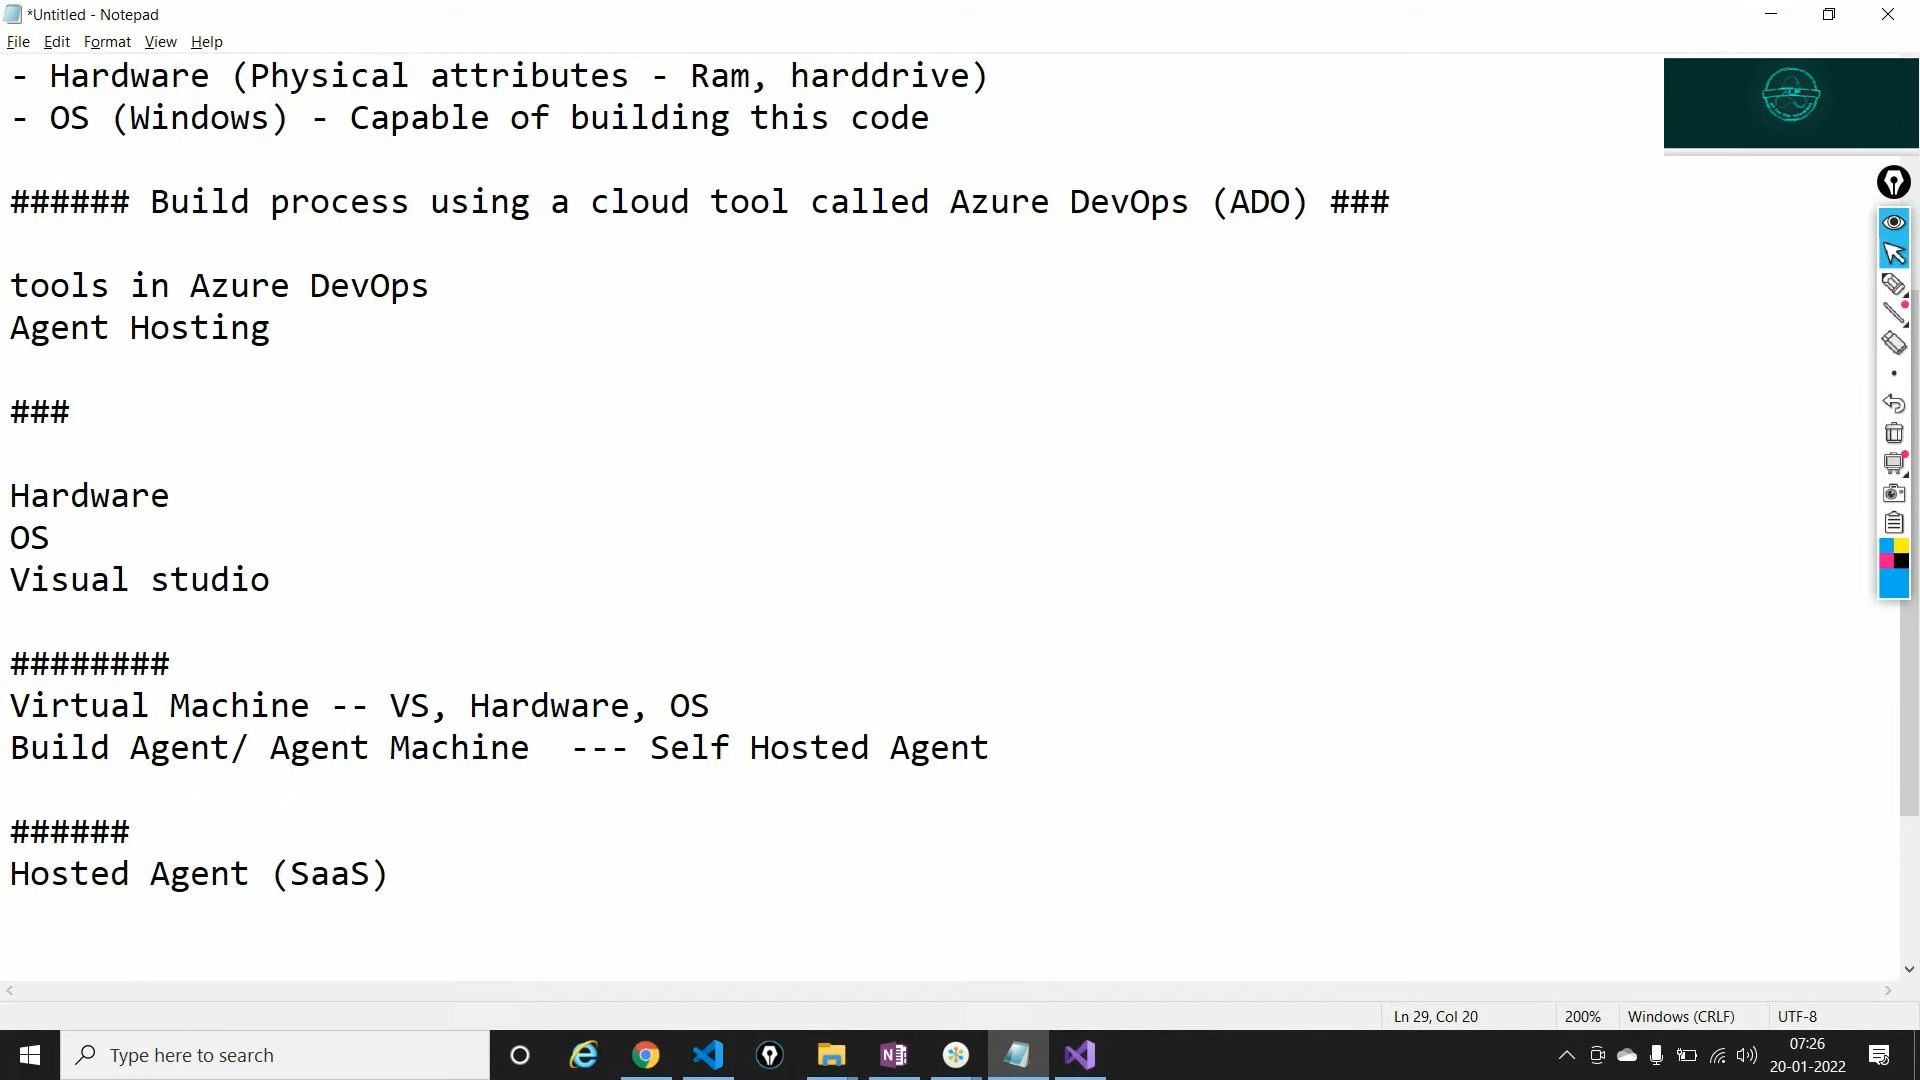 *Untitled - Notepad
File Edit Format View Help
- Hardware (Physical attributes - Ram, harddrive)
- OS (Windows) - Capable of building this code
###### Build process using a cloud tool called Azure DevOps (ADO) ###
tools in Azure DevOps
Agent Hosting
###
Hardware
OS
Visual studio
########
Virtual Machine -- VS, Hardware, OS
Build Agent/ Agent Machine  --- Self Hosted Agent
######
Hosted Agent (SaaS)
Ln 29, Col 20 200% Windows (CRLF) UTF-8
Type here to search
07:26
20-01-2022